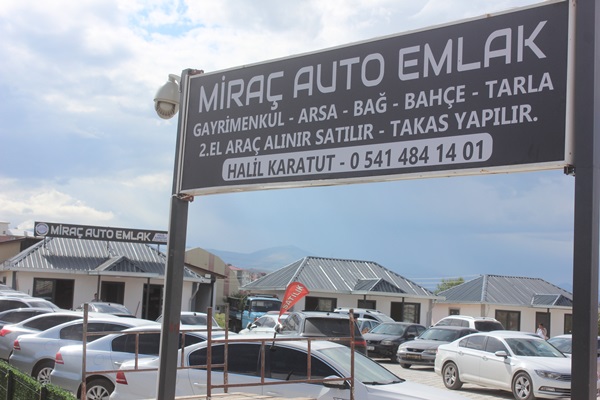 MİRAÇ AUTO EMLAK
GAYRİMENKUL - ARSA - BAĞ - BAHÇE - TARLA
2.EL ARAÇ ALINIR SATILIR - TAKAS YAPILIR.
HALİL KARATUT - 0 541 484 14 01
MİRAÇ AUTO EMLAK
SATILIK